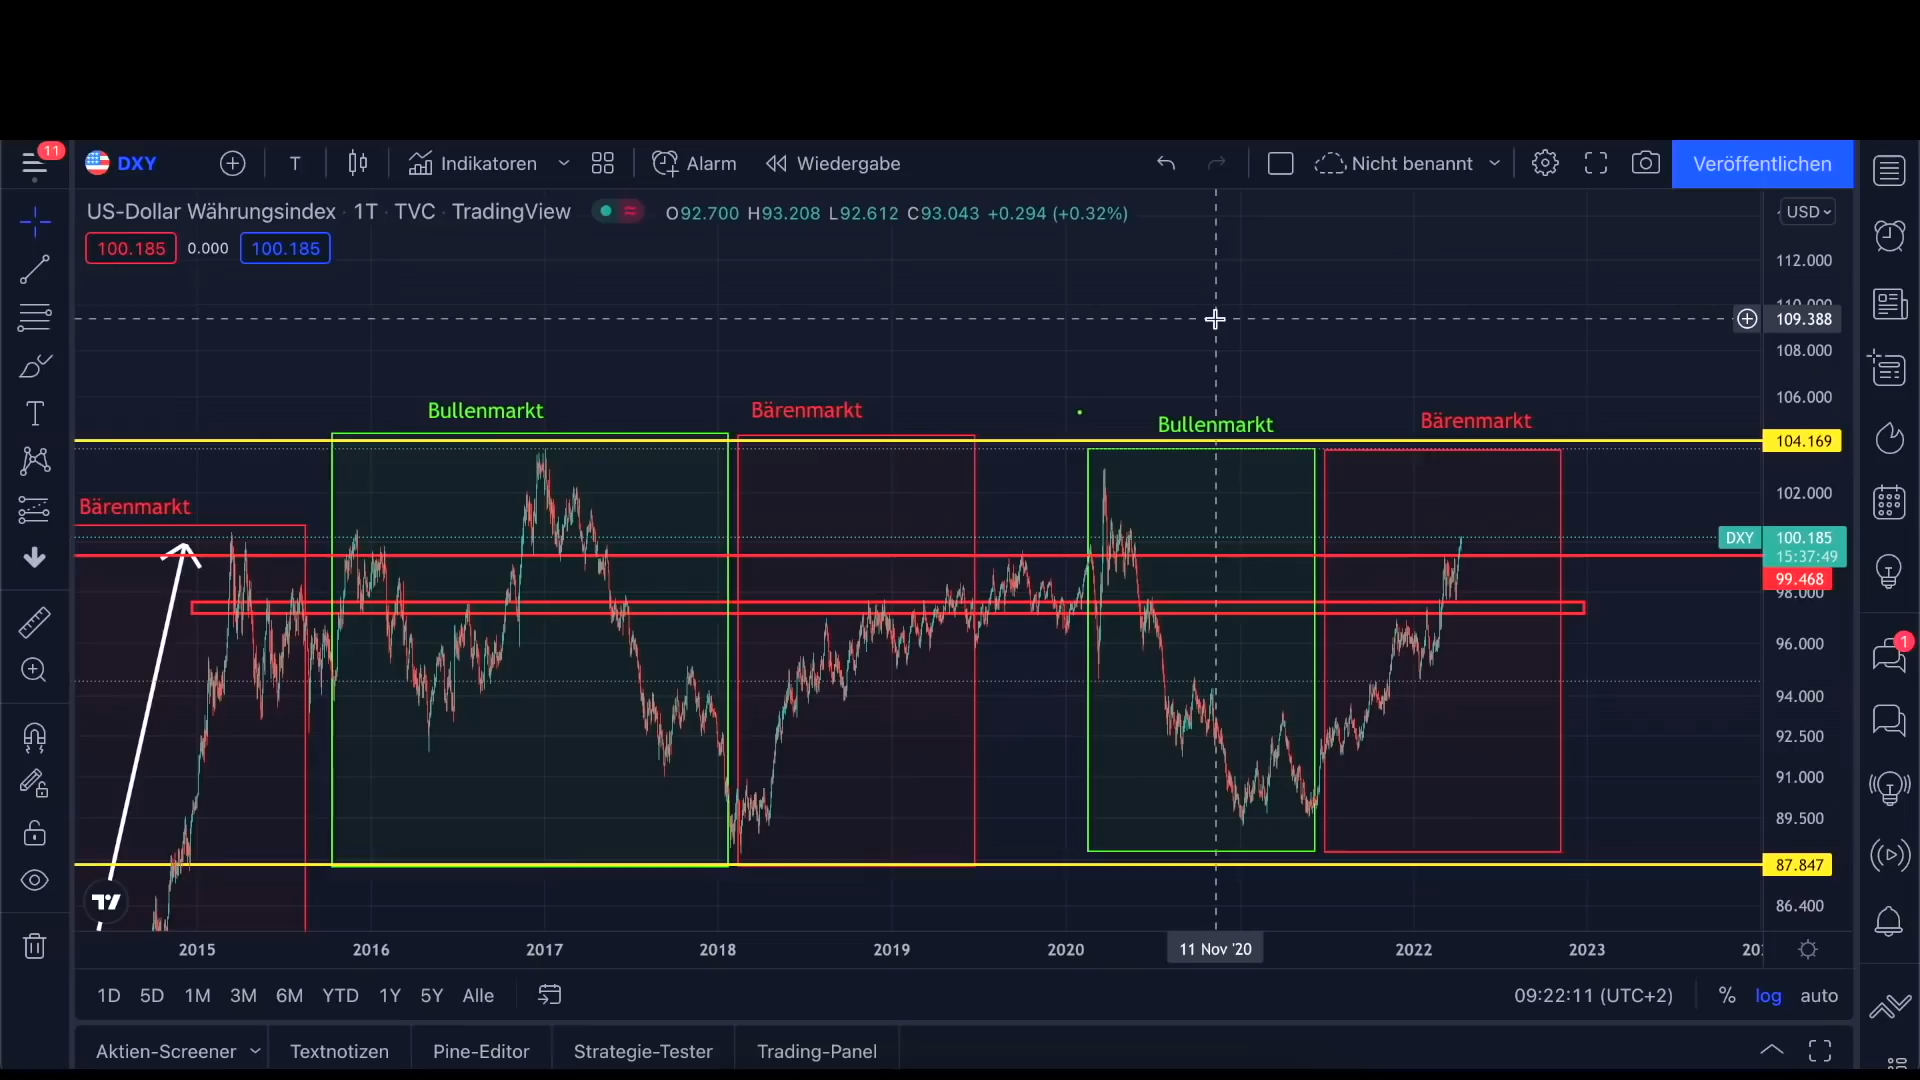 11
DXY
T
Indikatoren
Alarm
Wiedergabe
Nicht benannt
Veröffentlichen
US-Dollar Währungsindex · 1T · TVC · TradingView
O92.700 H93.208 L92.612 C93.043 +0.294 (+0.32%)
USD
100.185 0.000 100.185
112.000
109.388
108.000
106.000
Bullenmarkt
Bärenmarkt
Bullenmarkt
Bärenmarkt
104.169
102.000
Bärenmarkt
DXY 100.185
15:37:49
99.468
98.000
96.000
1
94.000
92.500
91.000
89.500
87.847
86.400
2015 2016 2017 2018 2019 2020 11 Nov '20 2022 2023
1D 5D 1M 3M 6M YTD 1Y 5Y Alle
09:22:11 (UTC+2) % log auto
Aktien-Screener Textnotizen Pine-Editor Strategie-Tester Trading-Panel